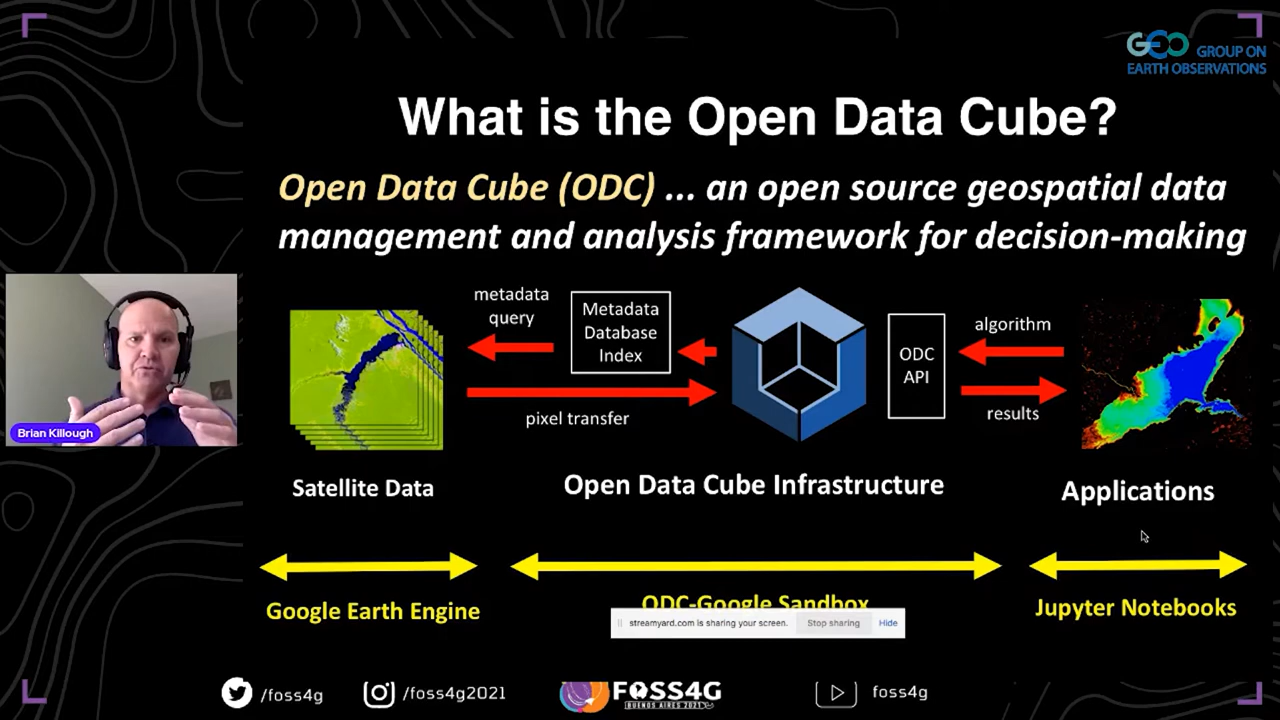 GEO GROUP ON
EARTH OBSERVATIONS
What is the Open Data Cube?
Open Data Cube (ODC) ... an open source geospatial data
management and analysis framework for decision-making
metadata
query
Metadata
Database
Index
pixel transfer
ODC
API
algorithm
results
Brian Killough
Satellite Data
Open Data Cube Infrastructure
Applications
Google Earth Engine
ODC-Google Sandbox
Jupyter Notebooks
streamyard.com is sharing your screen.
Stop sharing
Hide
/foss4g
/foss4g2021
FOSS4G
BUENOS AIRES 2021
foss4g